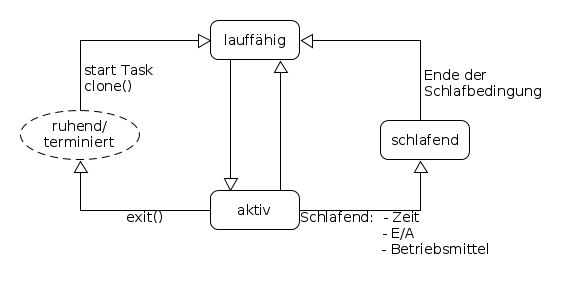 lauffähig
start Task
clone()
Ende der
Schlafbedingung
ruhend/
terminiert
schlafend
aktiv
exit()
Schlafend: - Zeit
- E/A
- Betriebsmittel